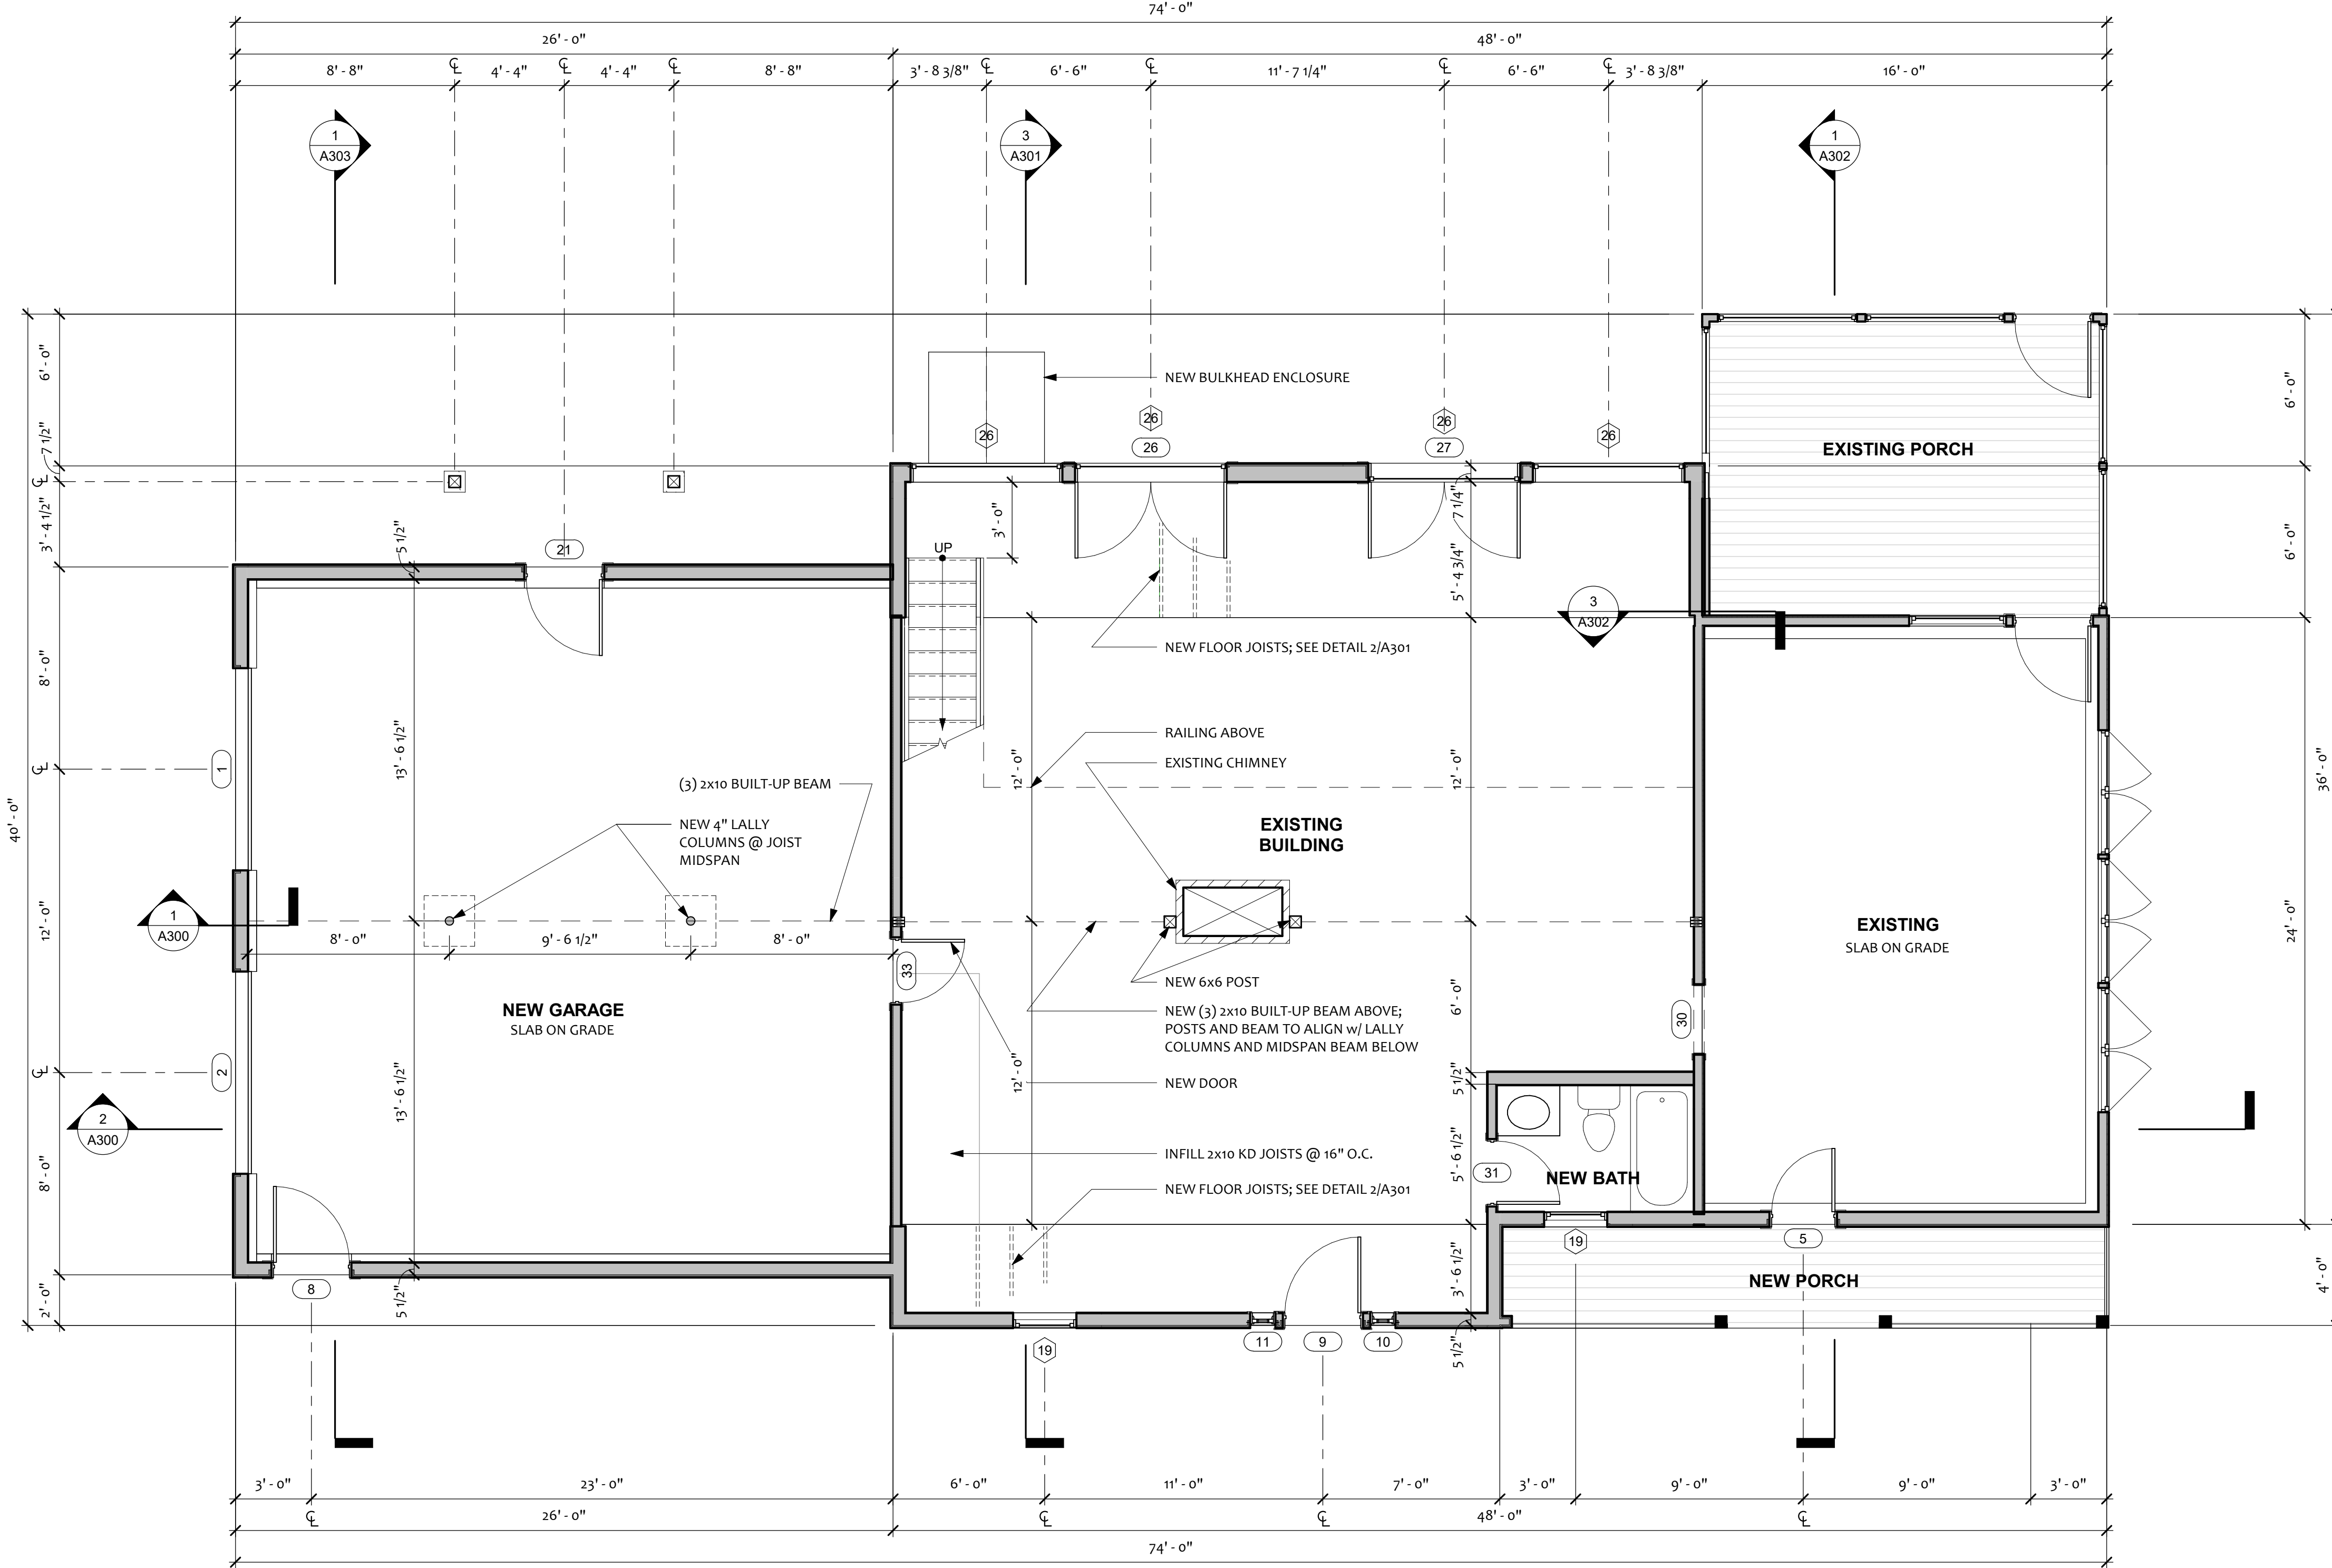 74' - 0"
26' - 0"
48' - 0"
8' - 8"
℄
4' - 4"
℄
4' - 4"
℄
8' - 8"
3' - 8 3/8"
℄
6' - 6"
℄
11' - 7 1/4"
℄
6' - 6"
℄
3' - 8 3/8"
16' - 0"
1
A303
3
A301
1
A302
6' - 0"
7 1/2"
℄
3' - 4 1/2"
8' - 0"
℄
40' - 0"
12' - 0"
℄
8' - 0"
2' - 0"
NEW BULKHEAD ENCLOSURE
26
26
26
26
27
26
EXISTING PORCH
6' - 0"
6' - 0"
36' - 0"
24' - 0"
4' - 0"
5 1/2"
21
3' - 0"
UP
7 1/4"
5' - 4 3/4"
3
A302
NEW FLOOR JOISTS; SEE DETAIL 2/A301
13' - 6 1/2"
RAILING ABOVE
EXISTING CHIMNEY
12' - 0"
12' - 0"
1
(3) 2x10 BUILT-UP BEAM
NEW 4" LALLY
COLUMNS @ JOIST
MIDSPAN
EXISTING
BUILDING
1
A300
8' - 0"
9' - 6 1/2"
8' - 0"
EXISTING
SLAB ON GRADE
33
NEW 6x6 POST
6' - 0"
NEW GARAGE
SLAB ON GRADE
NEW (3) 2x10 BUILT-UP BEAM ABOVE;
POSTS AND BEAM TO ALIGN w/ LALLY
COLUMNS AND MIDSPAN BEAM BELOW
30
2
12' - 0"
NEW DOOR
5 1/2"
13' - 6 1/2"
2
A300
INFILL 2x10 KD JOISTS @ 16" O.C.
5' - 6 1/2"
31
NEW BATH
NEW FLOOR JOISTS; SEE DETAIL 2/A301
19
5
3' - 6 1/2"
NEW PORCH
8
5 1/2"
19
11
9
10
5 1/2"
3' - 0"
23' - 0"
6' - 0"
11' - 0"
7' - 0"
3' - 0"
9' - 0"
9' - 0"
3' - 0"
℄
26' - 0"
℄
℄
48' - 0"
℄
74' - 0"